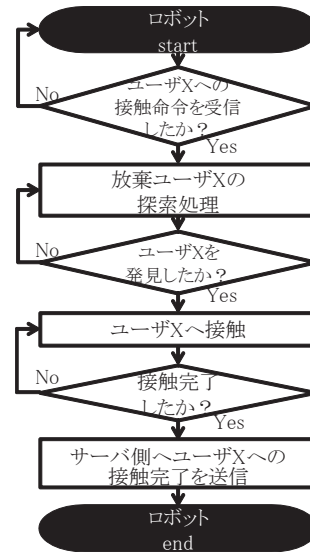 ロボット
start
ユーザXへの
接触命令を受信
したか？
No
Yes
放棄ユーザXの
探索処理
ユーザXを
発見したか？
No
Yes
ユーザXへ接触
接触完了
したか？
No
Yes
サーバ側へユーザXへの
接触完了を送信
ロボット
end